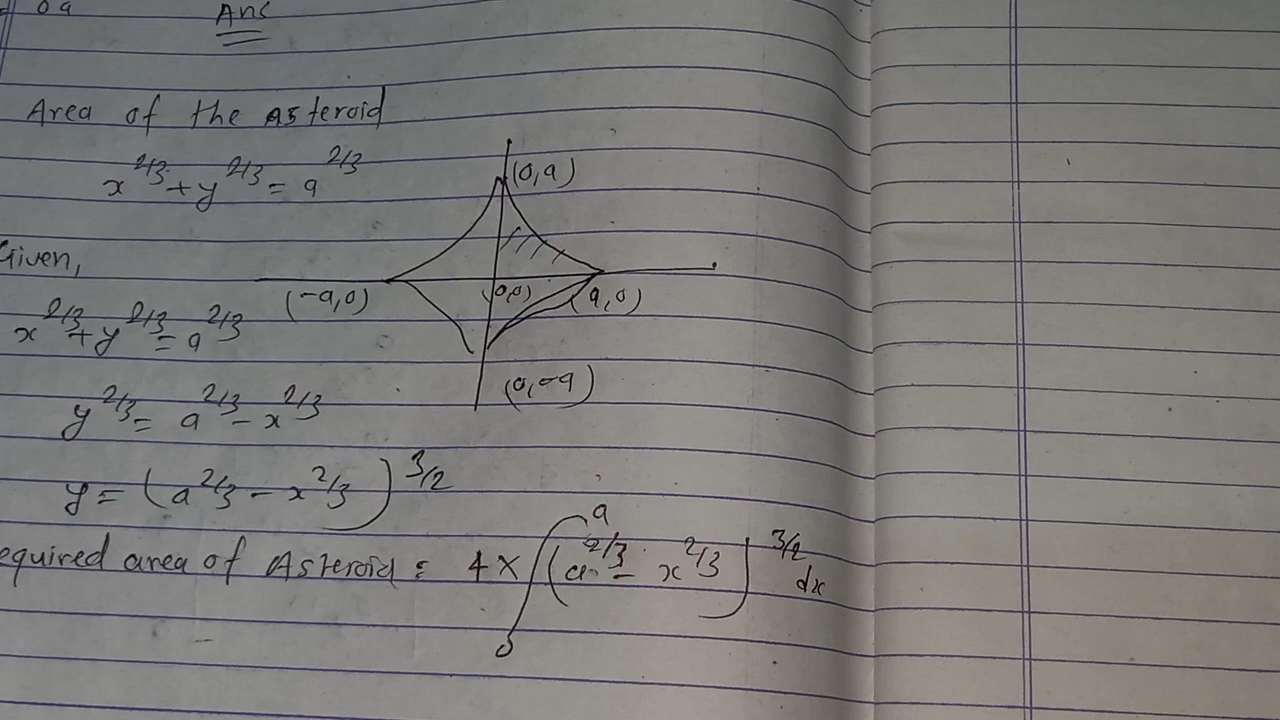 Ans
Area of the Asteroid
x^2/3 + y^2/3 = a^2/3
(0,a)
Given,
(-a,0) (0,0) (a,0)
x^2/3 + y^2/3 = a^2/3
(0,-a)
y^2/3 = a^2/3 - x^2/3
y = (a^2/3 - x^2/3)^3/2
equired area of Asteroid = 4 × ∫_0^a (a^2/3 - x^2/3)^3/2 dx